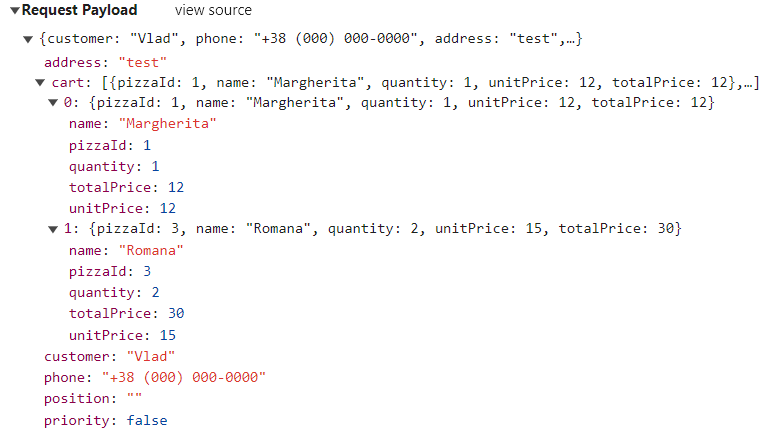 ▼Request Payload view source
▼{customer: "Vlad", phone: "+38 (000) 000-0000", address: "test",…}
address: "test"
▼cart: [{pizzaId: 1, name: "Margherita", quantity: 1, unitPrice: 12, totalPrice: 12},…]
▼0: {pizzaId: 1, name: "Margherita", quantity: 1, unitPrice: 12, totalPrice: 12}
name: "Margherita"
pizzaId: 1
quantity: 1
totalPrice: 12
unitPrice: 12
▼1: {pizzaId: 3, name: "Romana", quantity: 2, unitPrice: 15, totalPrice: 30}
name: "Romana"
pizzaId: 3
quantity: 2
totalPrice: 30
unitPrice: 15
customer: "Vlad"
phone: "+38 (000) 000-0000"
position: ""
priority: false